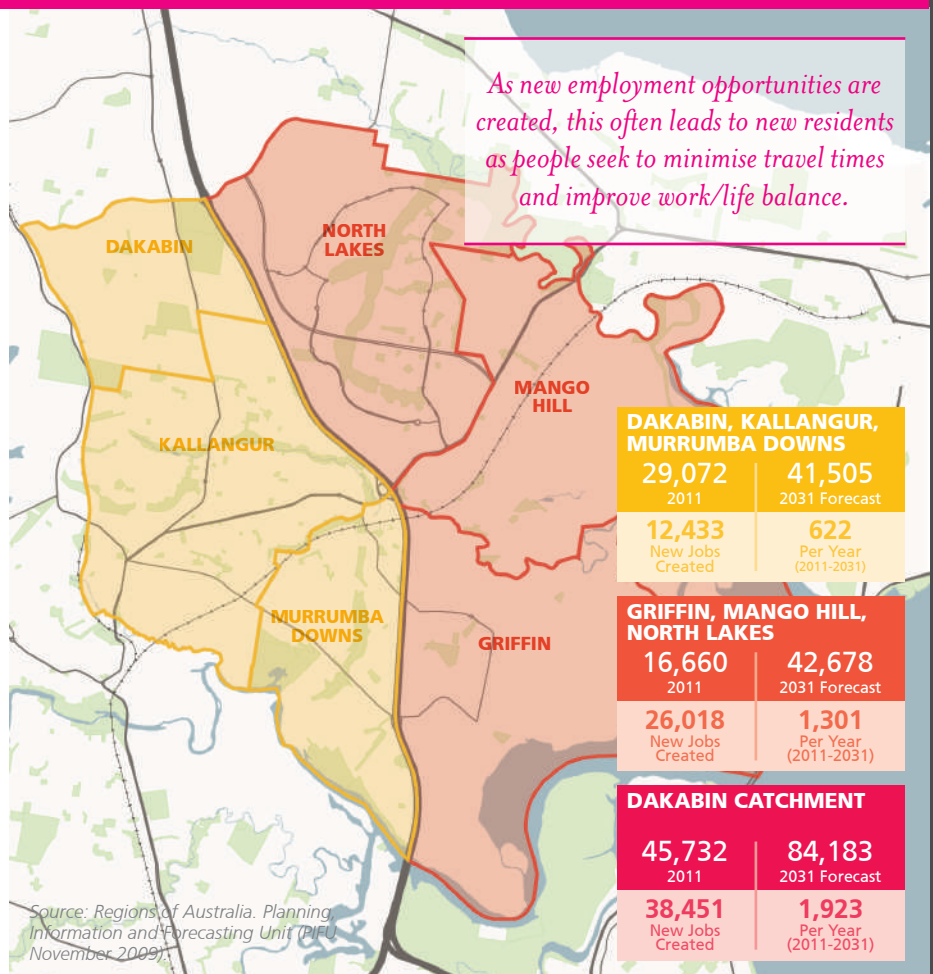 As new employment opportunities are
created, this often leads to new residents
as people seek to minimise travel times
and improve work/life balance.
DAKABIN
NORTH
LAKES
MANGO
HILL
KALLANGUR
MURRUMBA
DOWNS
GRIFFIN
DAKABIN, KALLANGUR,
MURRUMBA DOWNS
29,072 41,505
2011 2031 Forecast
12,433 622
New Jobs Per Year
Created (2011-2031)
GRIFFIN, MANGO HILL,
NORTH LAKES
16,660 42,678
2011 2031 Forecast
26,018 1,301
New Jobs Per Year
Created (2011-2031)
DAKABIN CATCHMENT
45,732 84,183
2011 2031 Forecast
38,451 1,923
New Jobs Per Year
Created (2011-2031)
Source: Regions of Australia. Planning,
Information and Forecasting Unit (PIFU
November 2009).